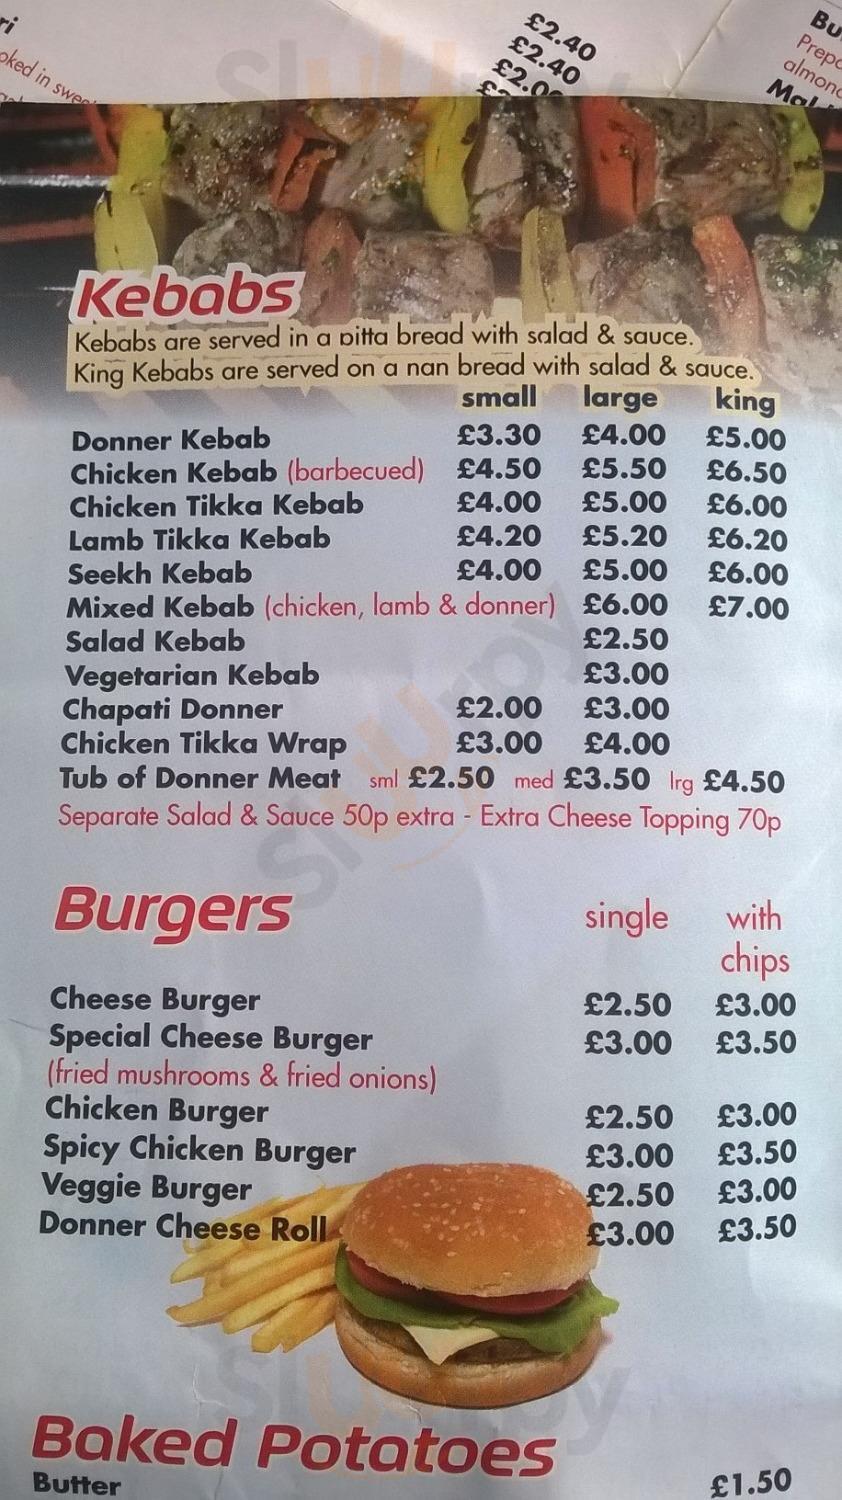 £2.40
£2.40
Kebabs
Kebabs are served in a pitta bread with salad & sauce.
King Kebabs are served on a nan bread with salad & sauce.
small large king
Donner Kebab £3.30 £4.00 £5.00
Chicken Kebab (barbecued) £4.50 £5.50 £6.50
Chicken Tikka Kebab £4.00 £5.00 £6.00
Lamb Tikka Kebab £4.20 £5.20 £6.20
Seekh Kebab £4.00 £5.00 £6.00
Mixed Kebab (chicken, lamb & donner) £6.00 £7.00
Salad Kebab £2.50
Vegetarian Kebab £3.00
Chapati Donner £2.00 £3.00
Chicken Tikka Wrap £3.00 £4.00
Tub of Donner Meat sml £2.50 med £3.50 lrg £4.50
Separate Salad & Sauce 50p extra - Extra Cheese Topping 70p
Burgers single with
chips
Cheese Burger £2.50 £3.00
Special Cheese Burger £3.00 £3.50
(fried mushrooms & fried onions)
Chicken Burger £2.50 £3.00
Spicy Chicken Burger £3.00 £3.50
Veggie Burger £2.50 £3.00
Donner Cheese Roll £3.00 £3.50
Baked Potatoes
Butter £1.50
Sluurpy
Sluurpy
Sluurpy